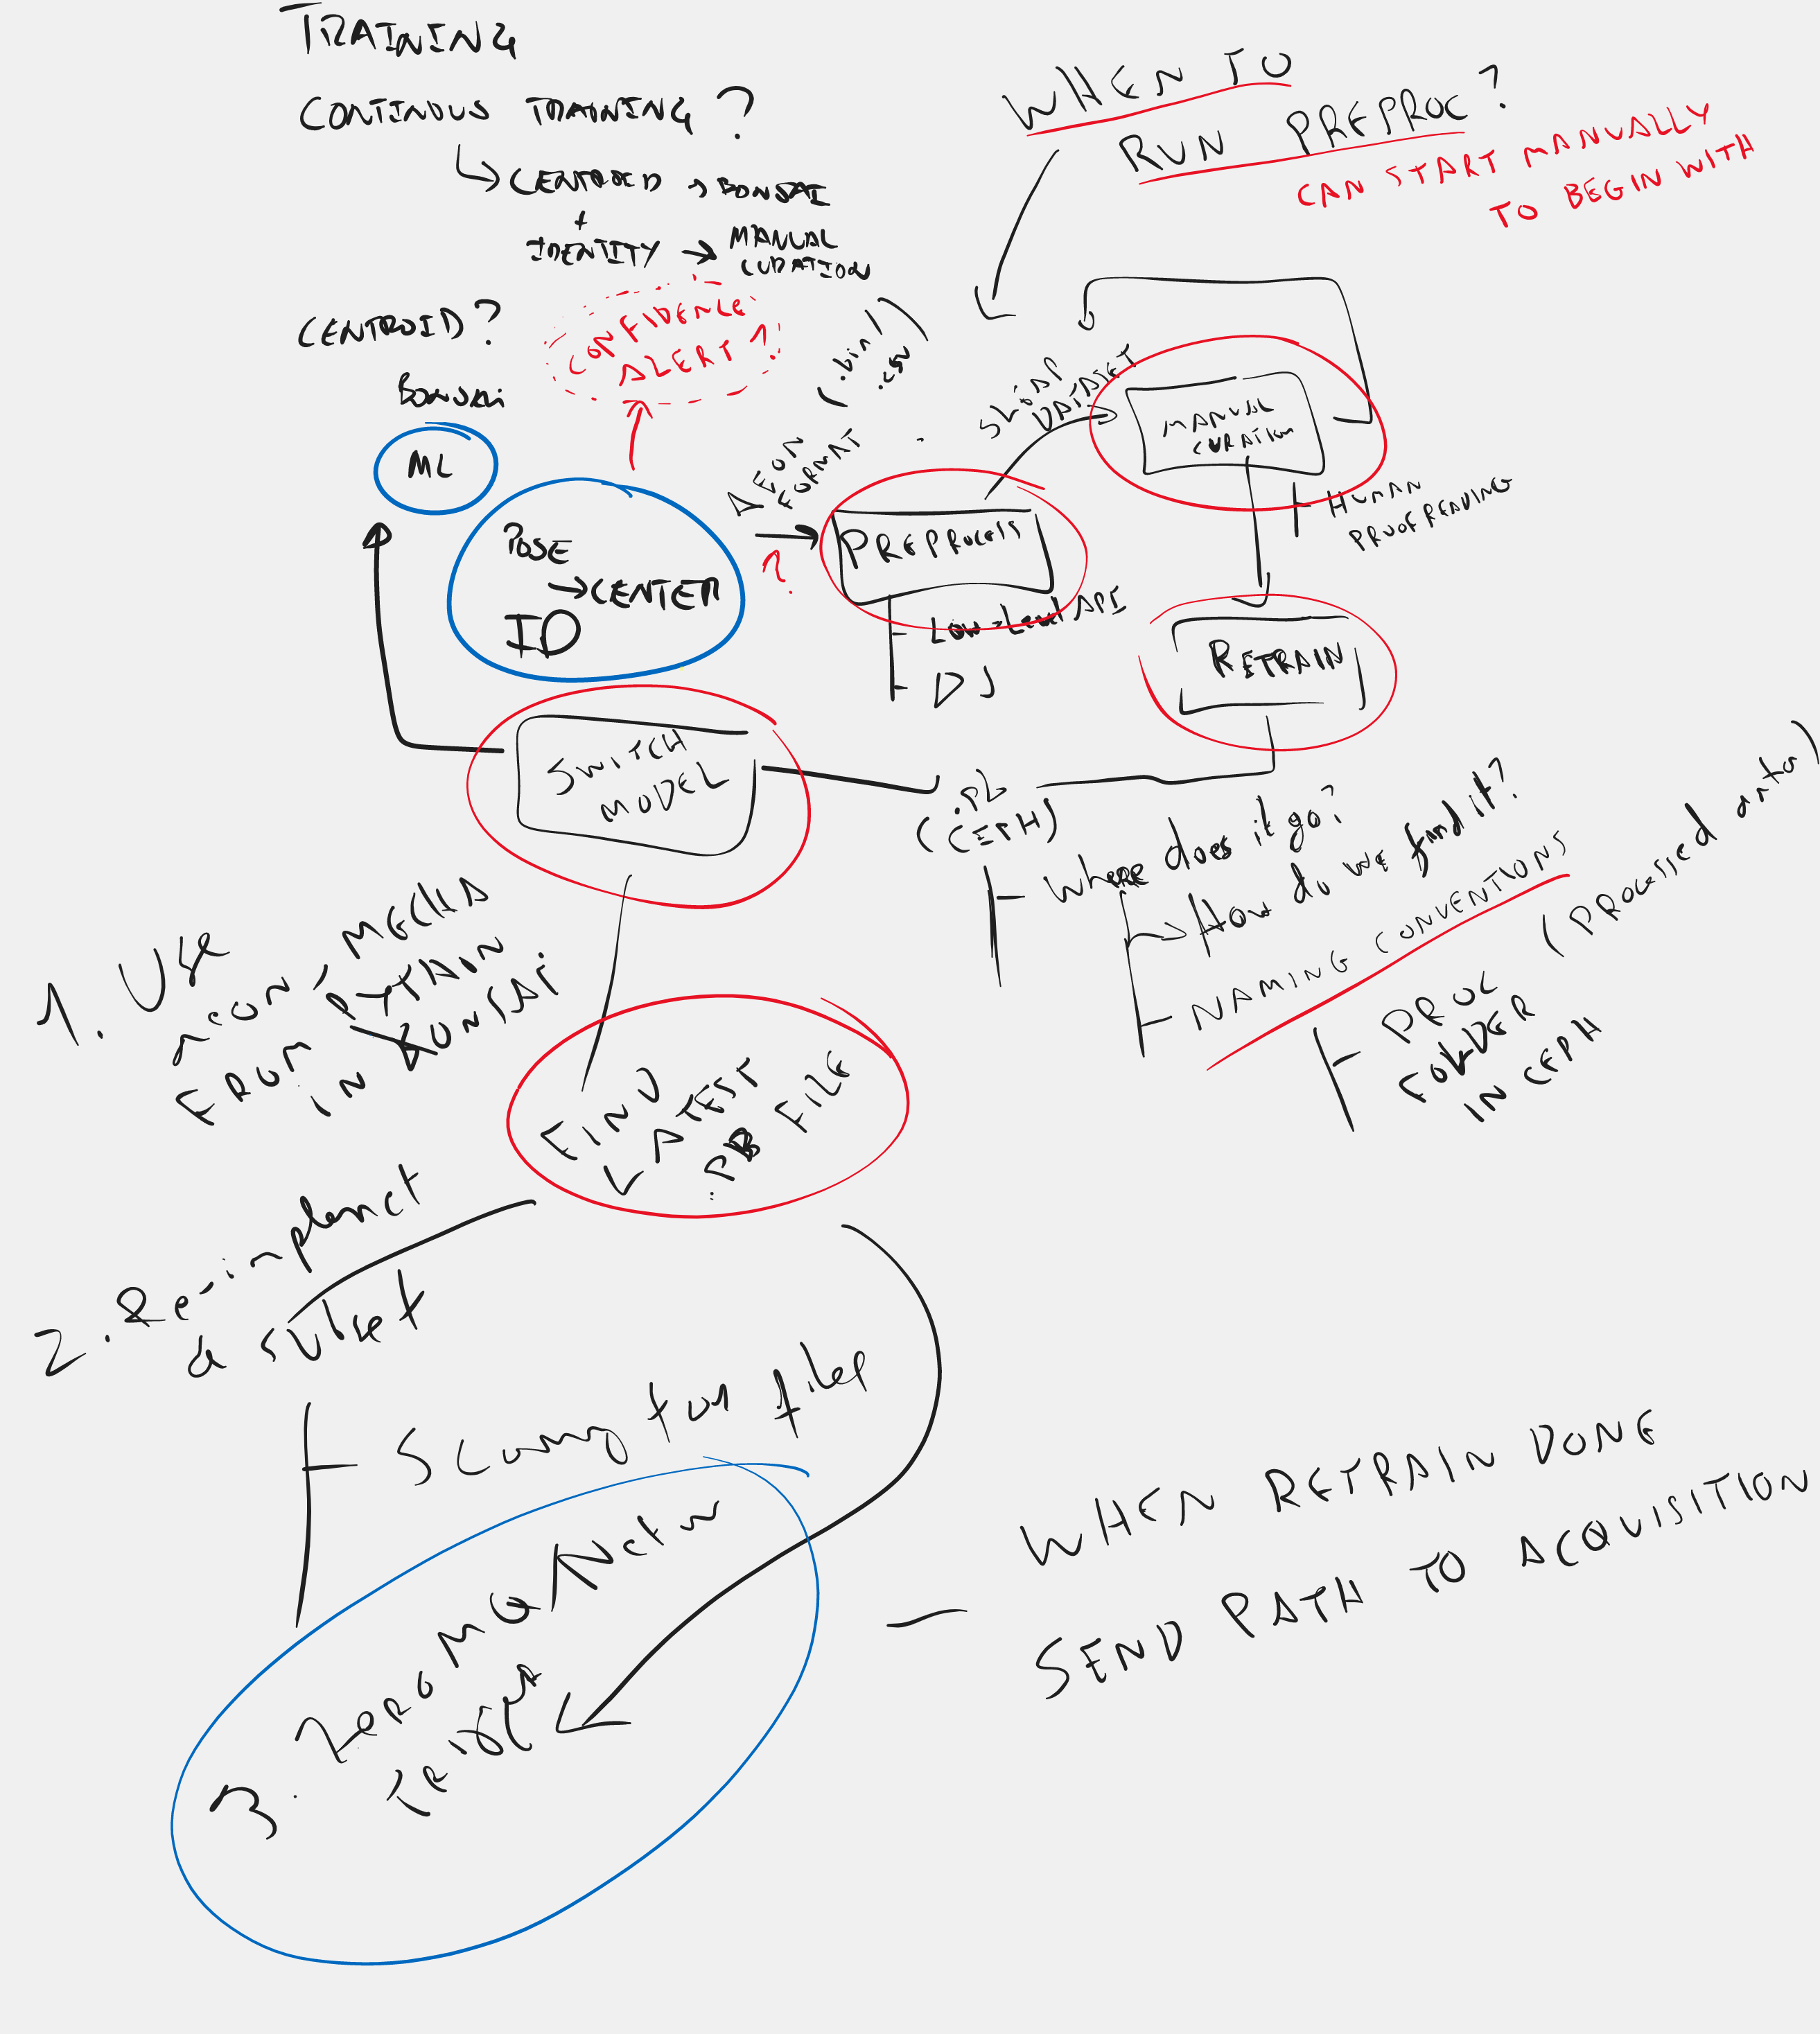 TRAINING
CONTINOUS TRAINING ?
CENTROID → BONSAI
+
IDENTITY → MANUAL
CURATION
CENTROID?
BONSAI
ML
CONFIDENCE
ALERT ?
POSE
→ CENTER
ID
WHEN TO
RUN PREPROC?
CAN START MANUALLY
TO BEGIN WITH
AEON
FORMAT
(.bin/
.csv)
?
PREPROCESS
Low-Level API
DJ
SLEAP
DATASET
MANUAL
CURATION
HUMAN
PROOFREADING
RETRAIN
(CEPH)
Where does it go?
→ How do we find it?
NAMING CONVENTIONS
PROC (PROCESSED data)
FOLDER
IN CEPH
SWITCH
MODEL
FIND
LATEST
.PB FILE
1. Use
aeon_mecha
FROM PYTHON
IN BONSAI
2. Re-implement
a subset
for files
3. ZeroMQ/NetW
TRIGGER
— WHEN RETRAIN DONE
SEND PATH TO ACQUISITION